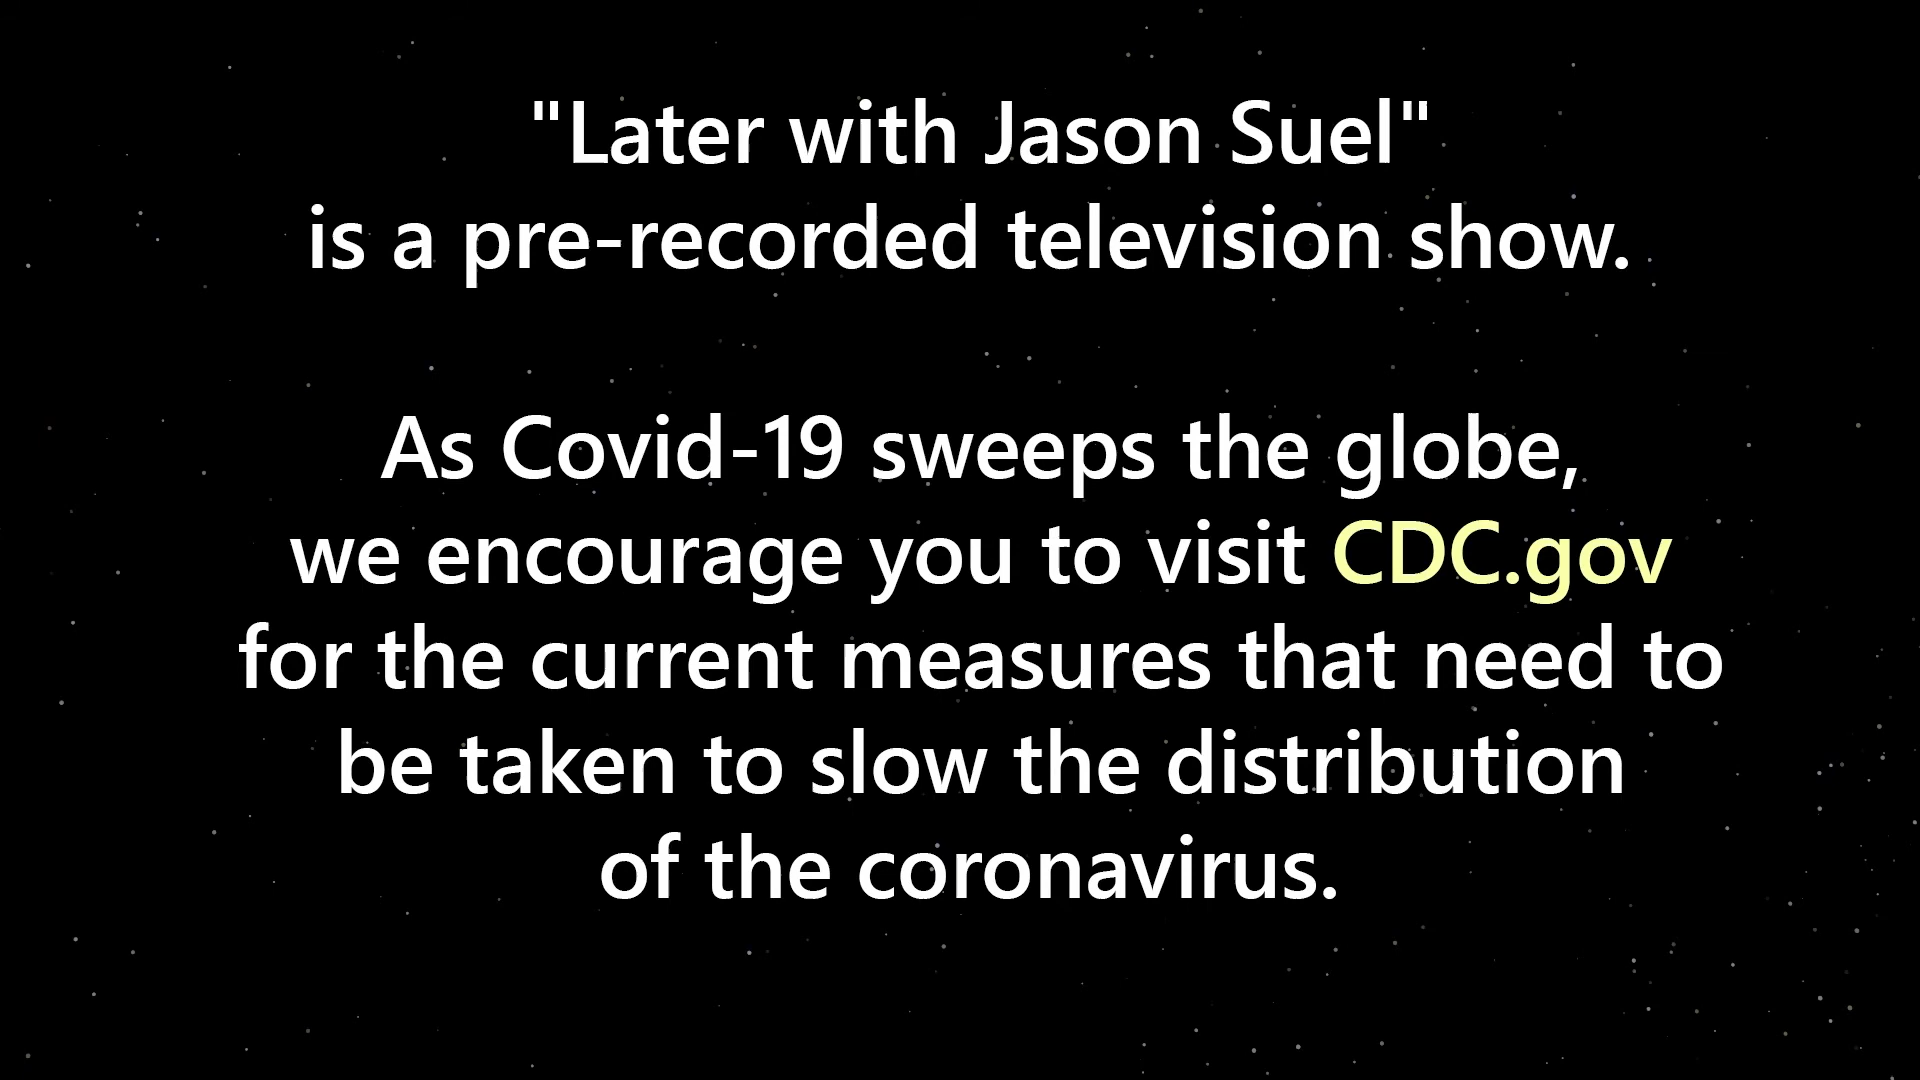 "Later with Jason Suel"
is a pre-recorded television show.
As Covid-19 sweeps the globe,
we encourage you to visit CDC.gov
for the current measures that need to
be taken to slow the distribution
of the coronavirus.